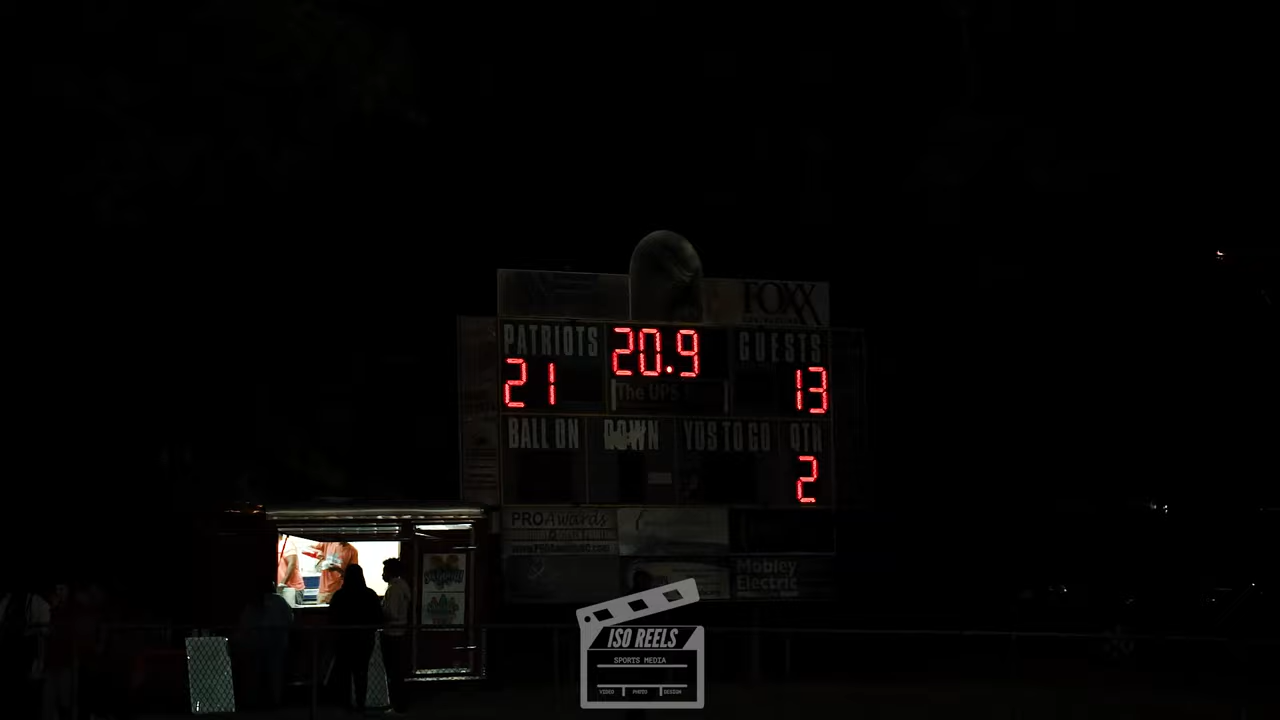 FOXX
PATRIOTS
20.9
GUESTS
21
13
The UPS
BALL ON
DOWN
YDS TO GO
QTR
2
PROAwards
Mobley
Electric
ISO REELS
SPORTS MEDIA
VIDEO
PHOTO
DESIGN